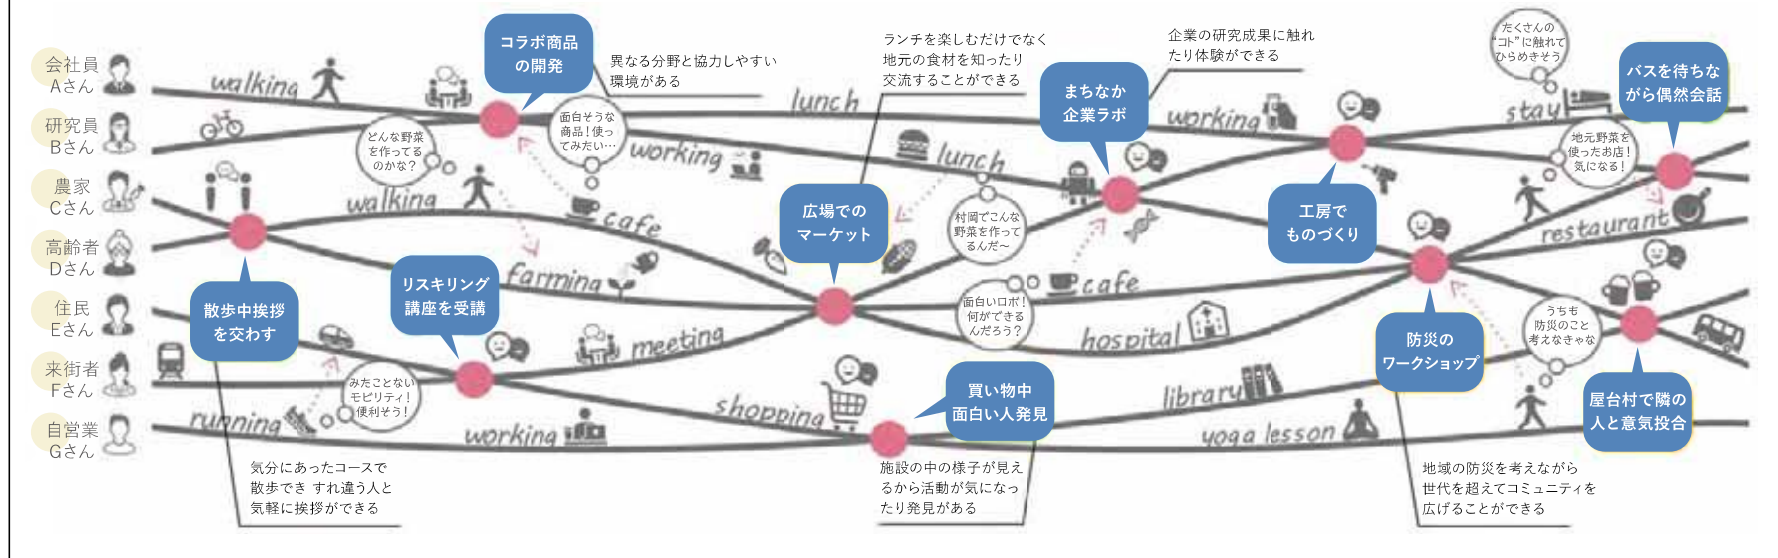 会社員
Aさん
研究員
Bさん
農家
Cさん
高齢者
Dさん
住民
Eさん
来街者
Fさん
自営業
Gさん
walking
コラボ商品
の開発
異なる分野と協力しやすい
環境がある
どんな野菜
を作ってる
のかな?
面白そうな
商品!使っ
てみたい…
walking
working
cafe
farming
散歩中挨拶
を交わす
気分にあったコースで
散歩でき すれ違う人と
気軽に挨拶ができる
リスキリング
講座を受講
みたことない
モビリティ!
便利そう!
running
meeting
working
shopping
lunch
ランチを楽しむだけでなく
地元の食材を知ったり
交流することができる
広場での
マーケット
lunch
村岡でこんな
野菜を作って
るんだ〜
面白いロボ!
何ができる
んだろう?
cafe
hospital
買い物中
面白い人発見
施設の中の様子が見え
るから活動が気になっ
たり発見がある
まちなか
企業ラボ
企業の研究成果に触れ
たり体験ができる
working
工房で
ものづくり
library
yoga lesson
防災の
ワークショップ
地域の防災を考えながら
世代を超えてコミュニティを
広げることができる
たくさんの
“コト”に触れて
ひらめきそう
stay
バスを待ちな
がら偶然会話
地元野菜を
使ったお店!
気になる!
restaurant
うちも
防災のこと
考えなきゃな
屋台村で隣の
人と意気投合